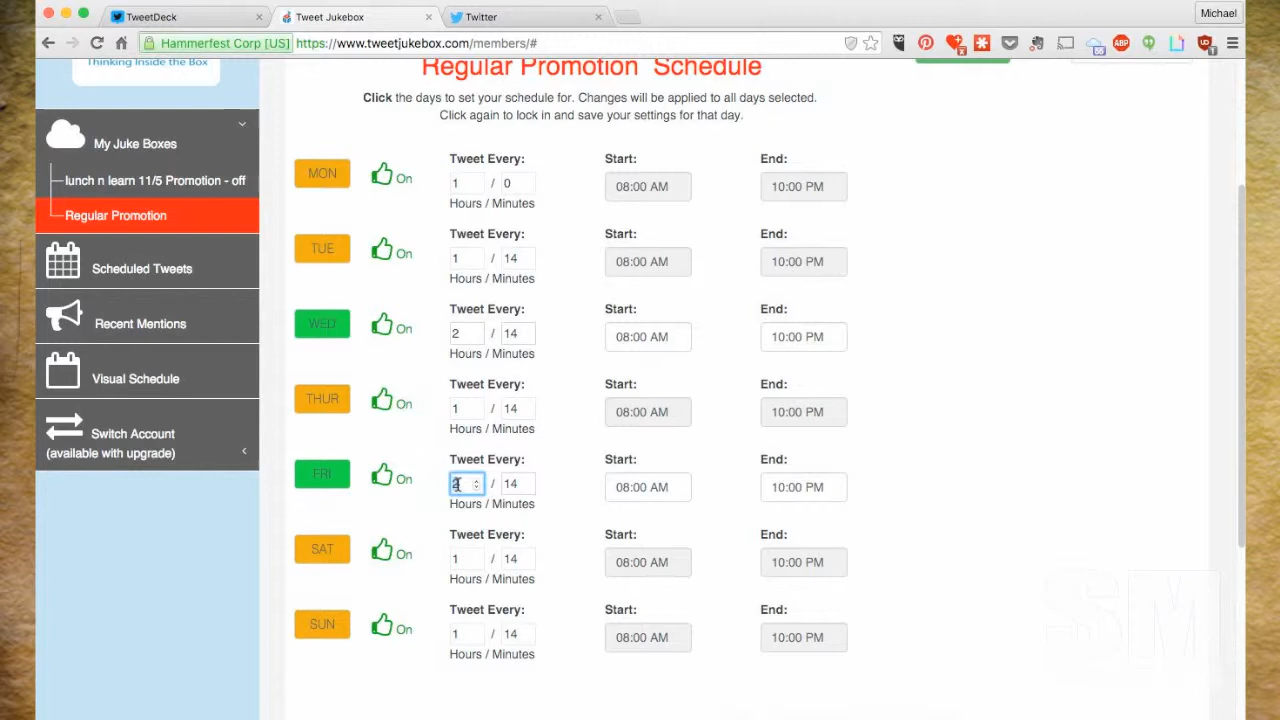 TweetDeck
Tweet Jukebox
Twitter
Michael
Hammerfest Corp [US]
https://www.tweetjukebox.com/members/#
Thinking Inside the Box
My Juke Boxes
lunch n learn 11/5 Promotion - off
Regular Promotion
Scheduled Tweets
Recent Mentions
Visual Schedule
Switch Account
(available with upgrade)
Regular Promotion Schedule
Click the days to set your schedule for. Changes will be applied to all days selected.
Click again to lock in and save your settings for that day.
MON On Tweet Every: 1 / 0 Hours / Minutes Start: 08:00 AM End: 10:00 PM
TUE On Tweet Every: 1 / 14 Hours / Minutes Start: 08:00 AM End: 10:00 PM
WED On Tweet Every: 2 / 14 Hours / Minutes Start: 08:00 AM End: 10:00 PM
THUR On Tweet Every: 1 / 14 Hours / Minutes Start: 08:00 AM End: 10:00 PM
FRI On Tweet Every: 2 / 14 Hours / Minutes Start: 08:00 AM End: 10:00 PM
SAT On Tweet Every: 1 / 14 Hours / Minutes Start: 08:00 AM End: 10:00 PM
SUN On Tweet Every: 1 / 14 Hours / Minutes Start: 08:00 AM End: 10:00 PM
SM